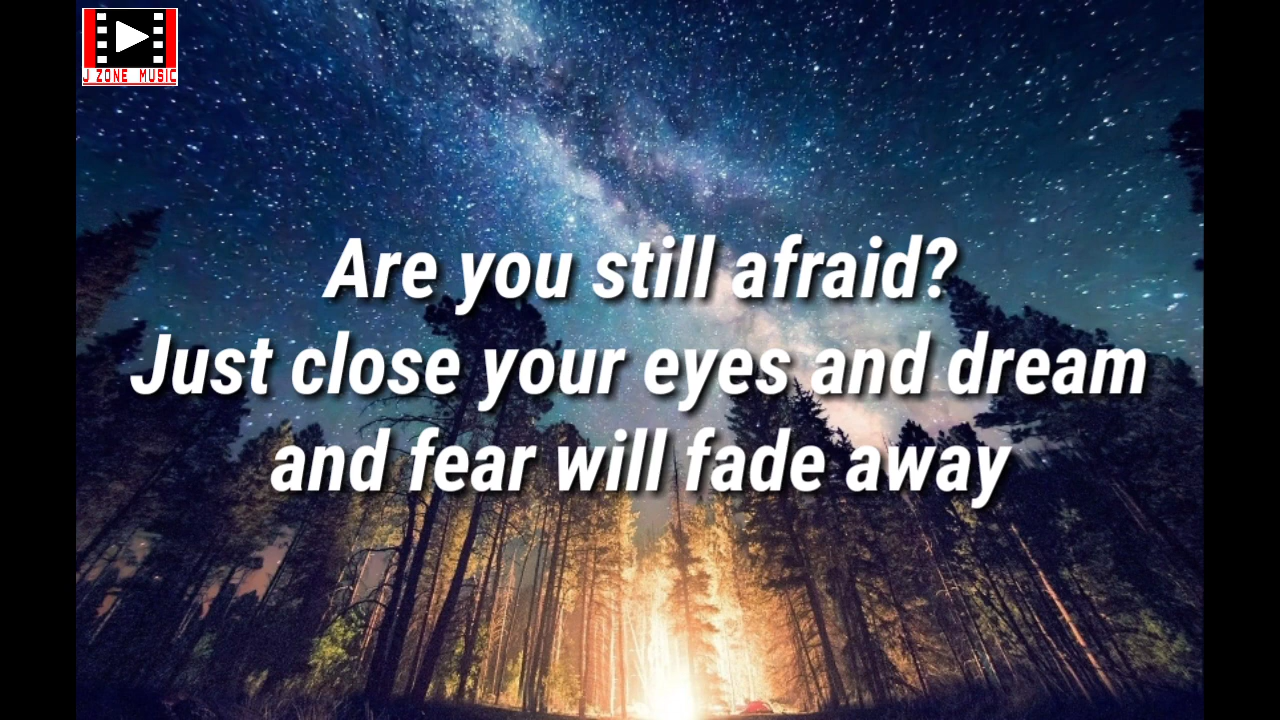 J ZONE MUSIC
Are you still afraid?
Just close your eyes and dream
and fear will fade away